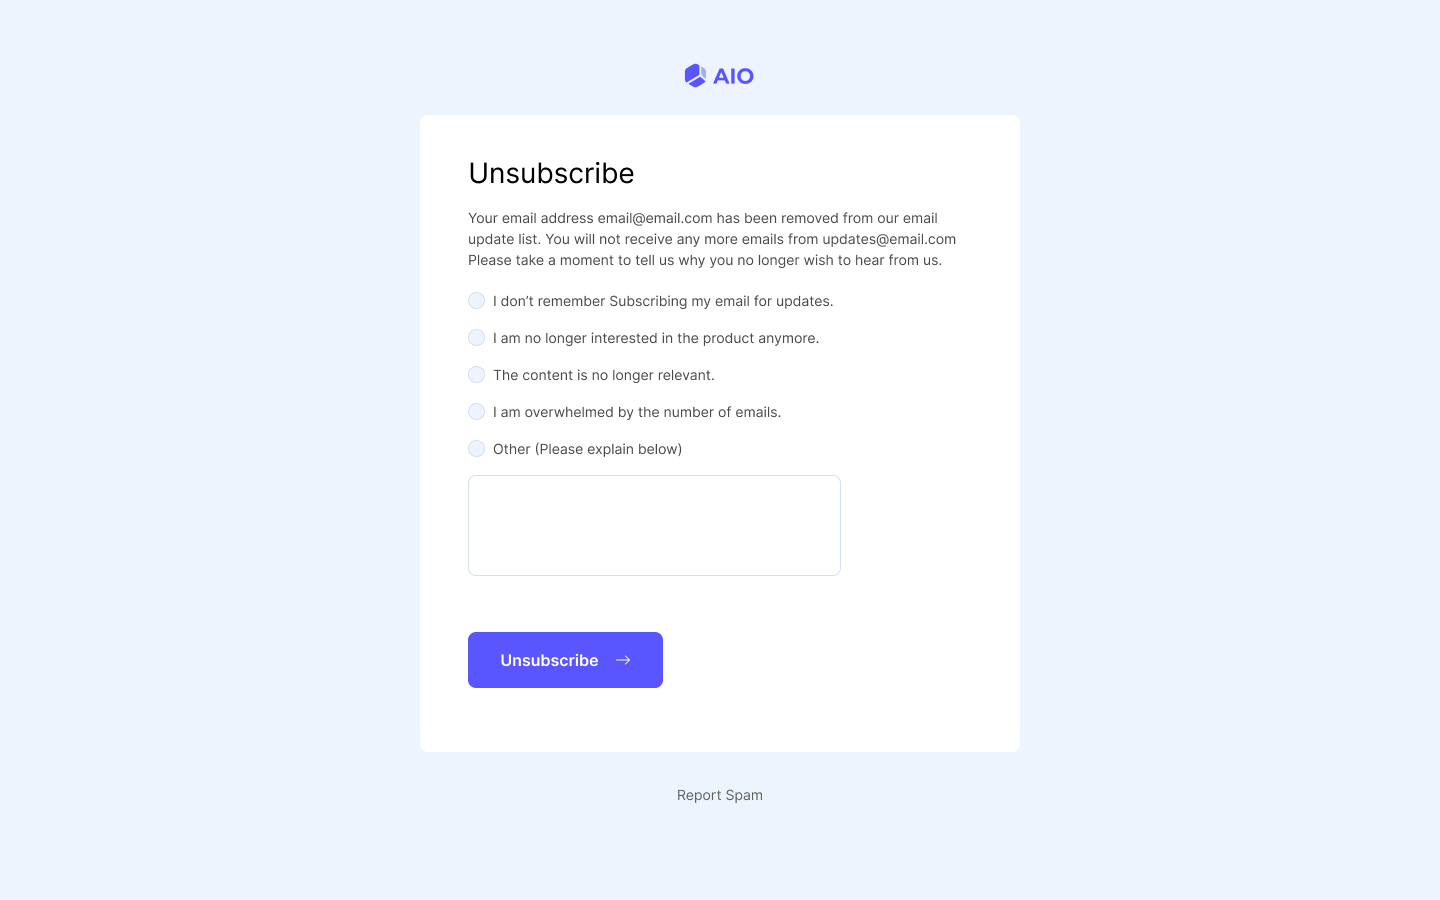 AIO
Unsubscribe
Your email address email@email.com has been removed from our email
update list. You will not receive any more emails from updates@email.com
Please take a moment to tell us why you no longer wish to hear from us.
I don’t remember Subscribing my email for updates.
I am no longer interested in the product anymore.
The content is no longer relevant.
I am overwhelmed by the number of emails.
Other (Please explain below)
Unsubscribe
Report Spam